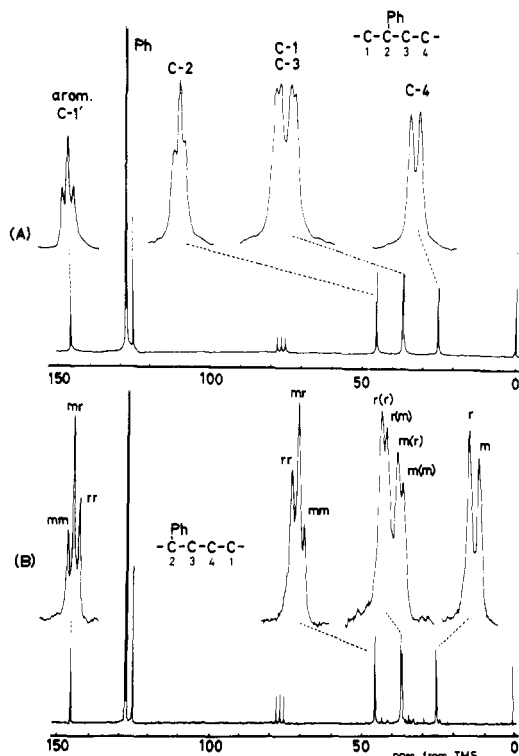 Ph
Ph
-C-C-C-C-
1 2 3 4
C-2
C-1
C-3
C-4
arom.
C-1'
(A)
150
100
50
0
mr
mm
rr
mr
rr
mm
r(r)
r(m)
m(r)
m(m)
r
m
Ph
-C-C-C-C-
2 3 4 1
(B)
150
100
50
0
ppm from TMS